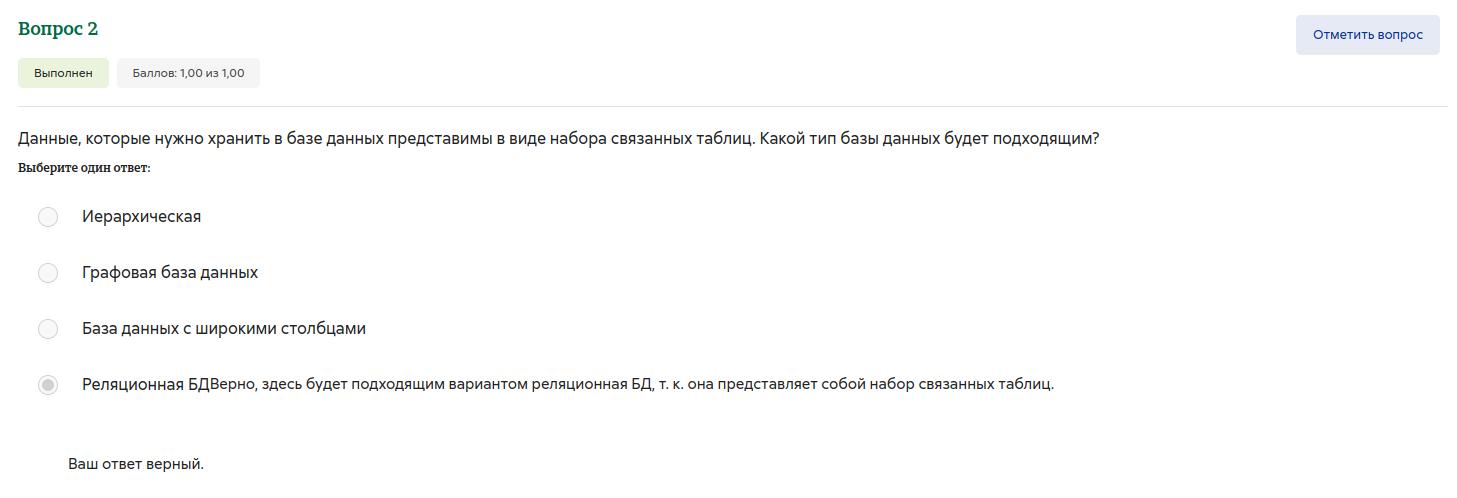 Вопрос 2
Отметить вопрос
Выполнен
Баллов: 1,00 из 1,00
Данные, которые нужно хранить в базе данных представимы в виде набора связанных таблиц. Какой тип базы данных будет подходящим?
Выберите один ответ:
Иерархическая
Графовая база данных
База данных с широкими столбцами
Реляционная БДВерно, здесь будет подходящим вариантом реляционная БД, т. к. она представляет собой набор связанных таблиц.
Ваш ответ верный.